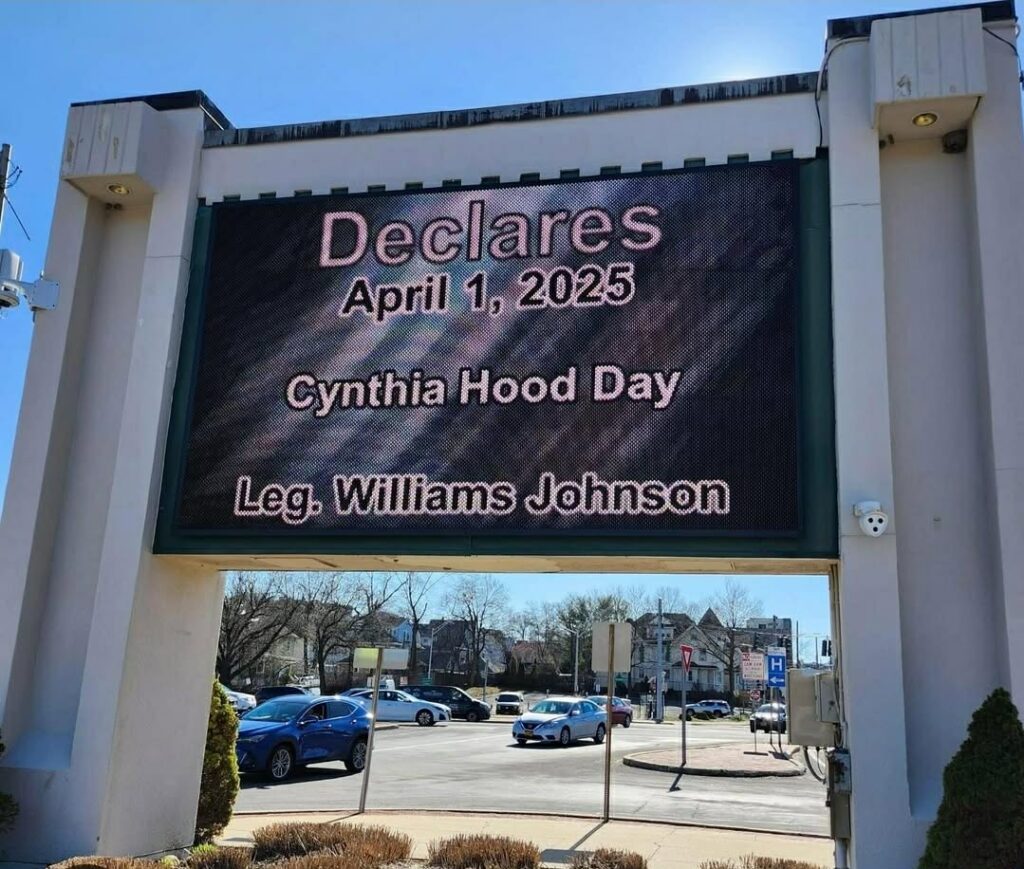 Declares
April 1, 2025
Cynthia Hood Day
Leg. Williams Johnson
H